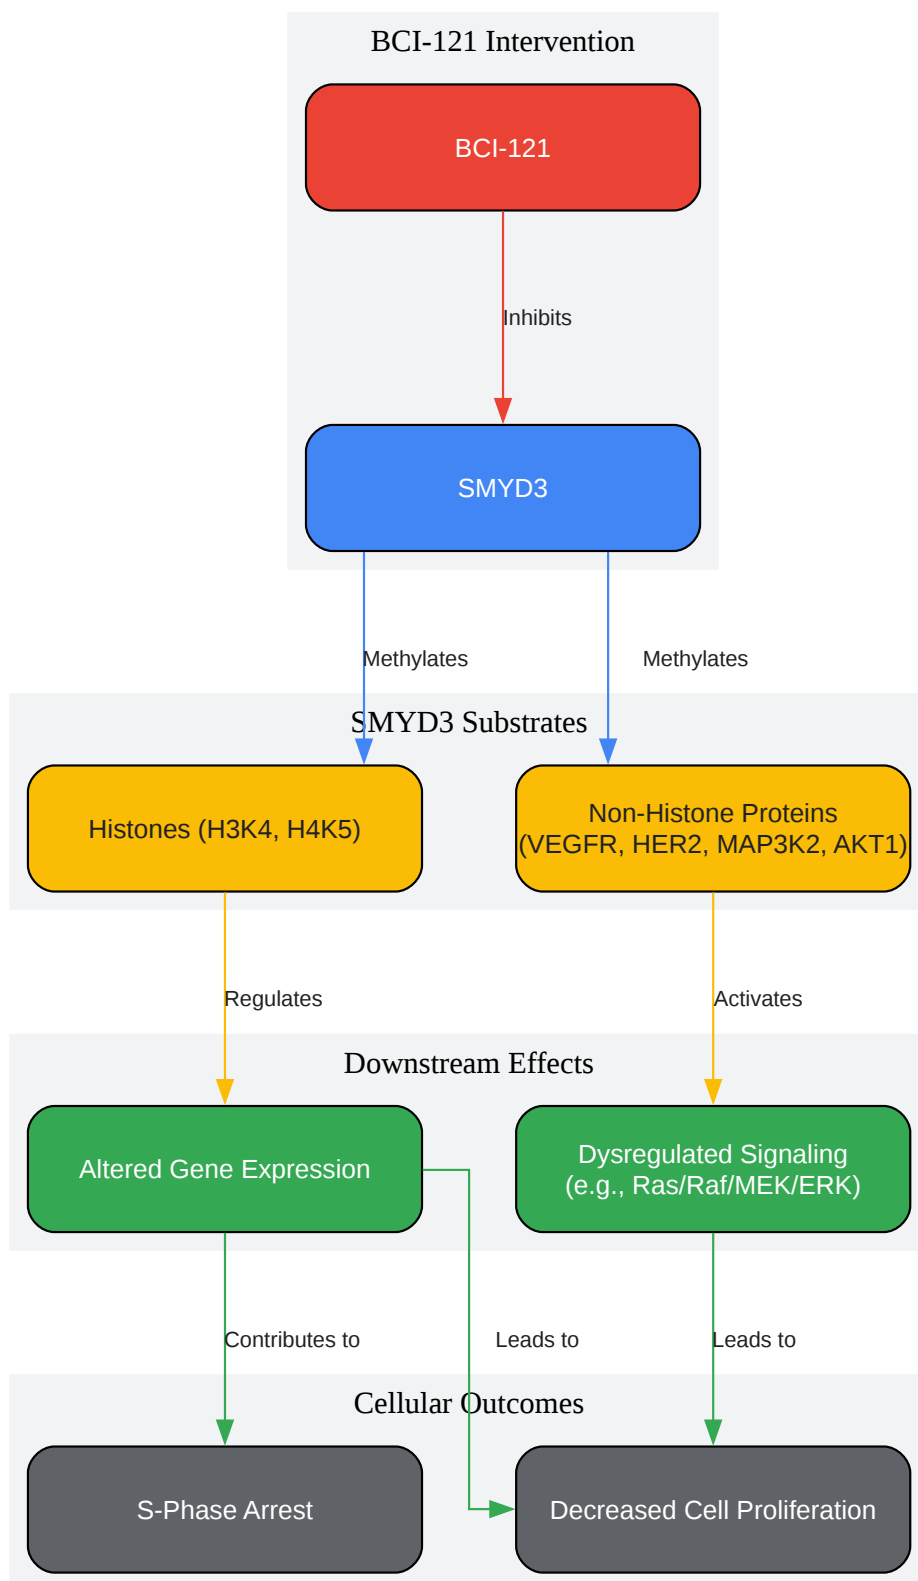 BCI-121 Intervention
BCI-121
Inhibits
SMYD3
Methylates
Methylates
SMYD3 Substrates
Histones (H3K4, H4K5)
Non-Histone Proteins
(VEGFR, HER2, MAP3K2, AKT1)
Regulates
Activates
Downstream Effects
Altered Gene Expression
Dysregulated Signaling
(e.g., Ras/Raf/MEK/ERK)
Contributes to
Leads to
Leads to
Cellular Outcomes
S-Phase Arrest
Decreased Cell Proliferation